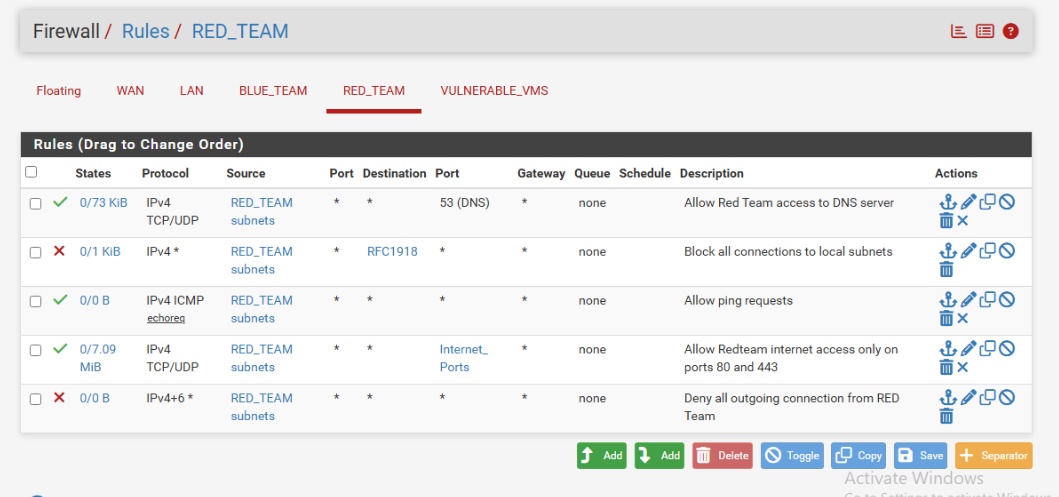 Firewall / Rules / RED_TEAM
Floating WAN LAN BLUE_TEAM RED_TEAM VULNERABLE_VMS
Rules (Drag to Change Order)
States Protocol Source Port Destination Port Gateway Queue Schedule Description Actions
0/73 KiB IPv4 RED_TEAM * * 53 (DNS) * none Allow Red Team access to DNS server
TCP/UDP subnets
0/1 KiB IPv4 * RED_TEAM * RFC1918 * * none Block all connections to local subnets
subnets
0/0 B IPv4 ICMP RED_TEAM * * * * none Allow ping requests
echoreq subnets
0/7.09 IPv4 RED_TEAM * * Internet_ * none Allow Redteam internet access only on
MiB TCP/UDP subnets Ports ports 80 and 443
0/0 B IPv4+6 * RED_TEAM * * * * none Deny all outgoing connection from RED
subnets Team
Add Add Delete Toggle Copy Save Separator
Activate Windows
Go to Settings to activate Windows